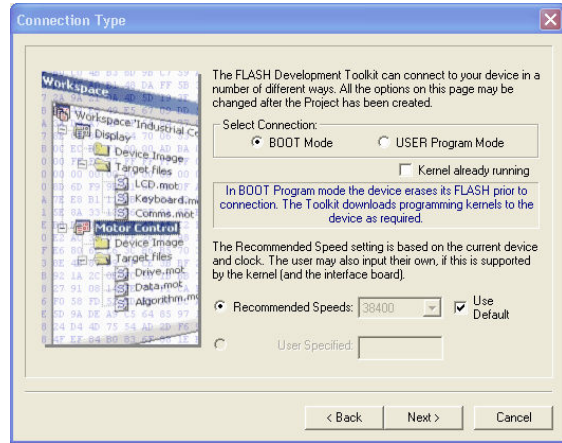 Connection Type
Workspace
Workspace 'Industrial Co
Display
Device Image
Target files
LCD.mot
Keyboard.m
Comms.mot
Motor Control
Device Image
Target files
Drive.mot
Data.mot
Algorithm.mo
The FLASH Development Toolkit can connect to your device in a
number of different ways. All the options on this page may be
changed after the Project has been created.
Select Connection:
BOOT Mode USER Program Mode
Kernel already running
In BOOT Program mode the device erases its FLASH prior to
connection. The Toolkit downloads programming kernels to the
device as required.
The Recommended Speed setting is based on the current device
and clock. The user may also input their own, if this is supported
by the kernel (and the interface board).
Recommended Speeds: 38400 Use
Default
User Specified:
< Back Next > Cancel